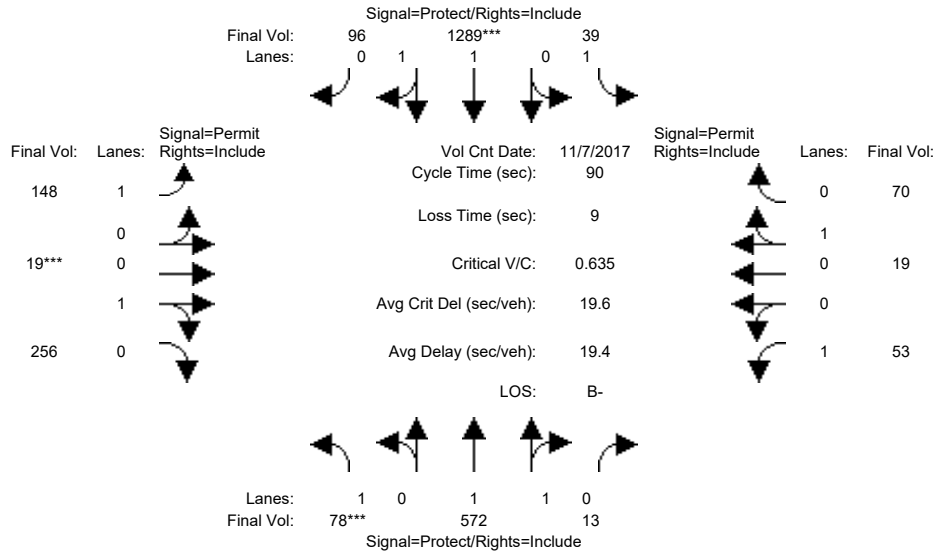 Signal=Protect/Rights=Include
Final Vol: 96 1289*** 39
Lanes: 0 1 1 0 1
Signal=Permit
Final Vol: Lanes: Rights=Include
Vol Cnt Date: 11/7/2017
Signal=Permit
Rights=Include Lanes: Final Vol:
Cycle Time (sec): 90
148 1
0 70
Loss Time (sec): 9
0
1
19*** 0
Critical V/C: 0.635
0 19
1
Avg Crit Del (sec/veh): 19.6
0
256 0
Avg Delay (sec/veh): 19.4
1 53
LOS: B-
Lanes: 1 0 1 1 0
Final Vol: 78*** 572 13
Signal=Protect/Rights=Include